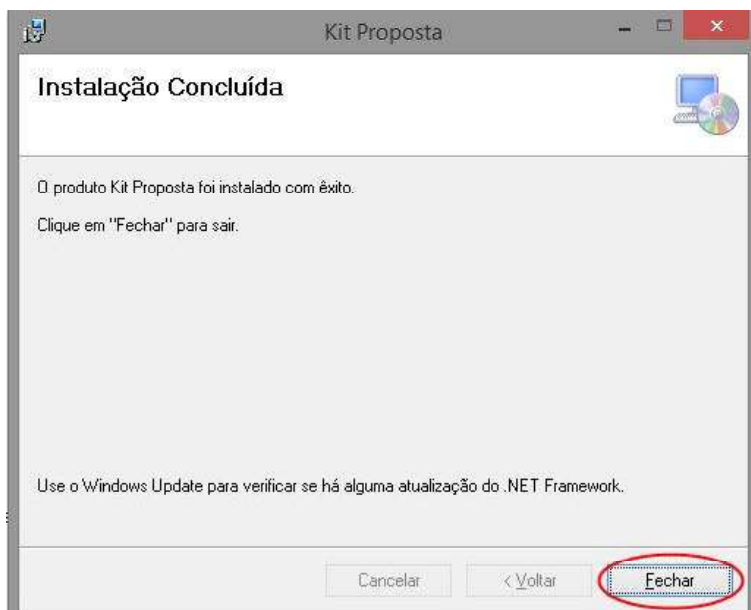 Kit Proposta
Instalação Concluída
O produto Kit Proposta foi instalado com êxito.
Clique em "Fechar" para sair.
Use o Windows Update para verificar se há alguma atualização do .NET Framework.
Cancelar < Voltar Fechar